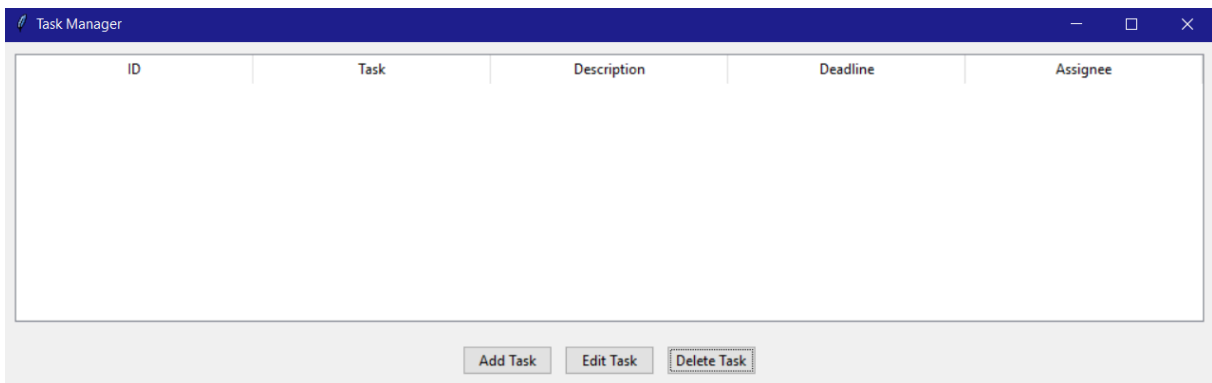 Task Manager
ID Task Description Deadline Assignee
Add Task Edit Task Delete Task